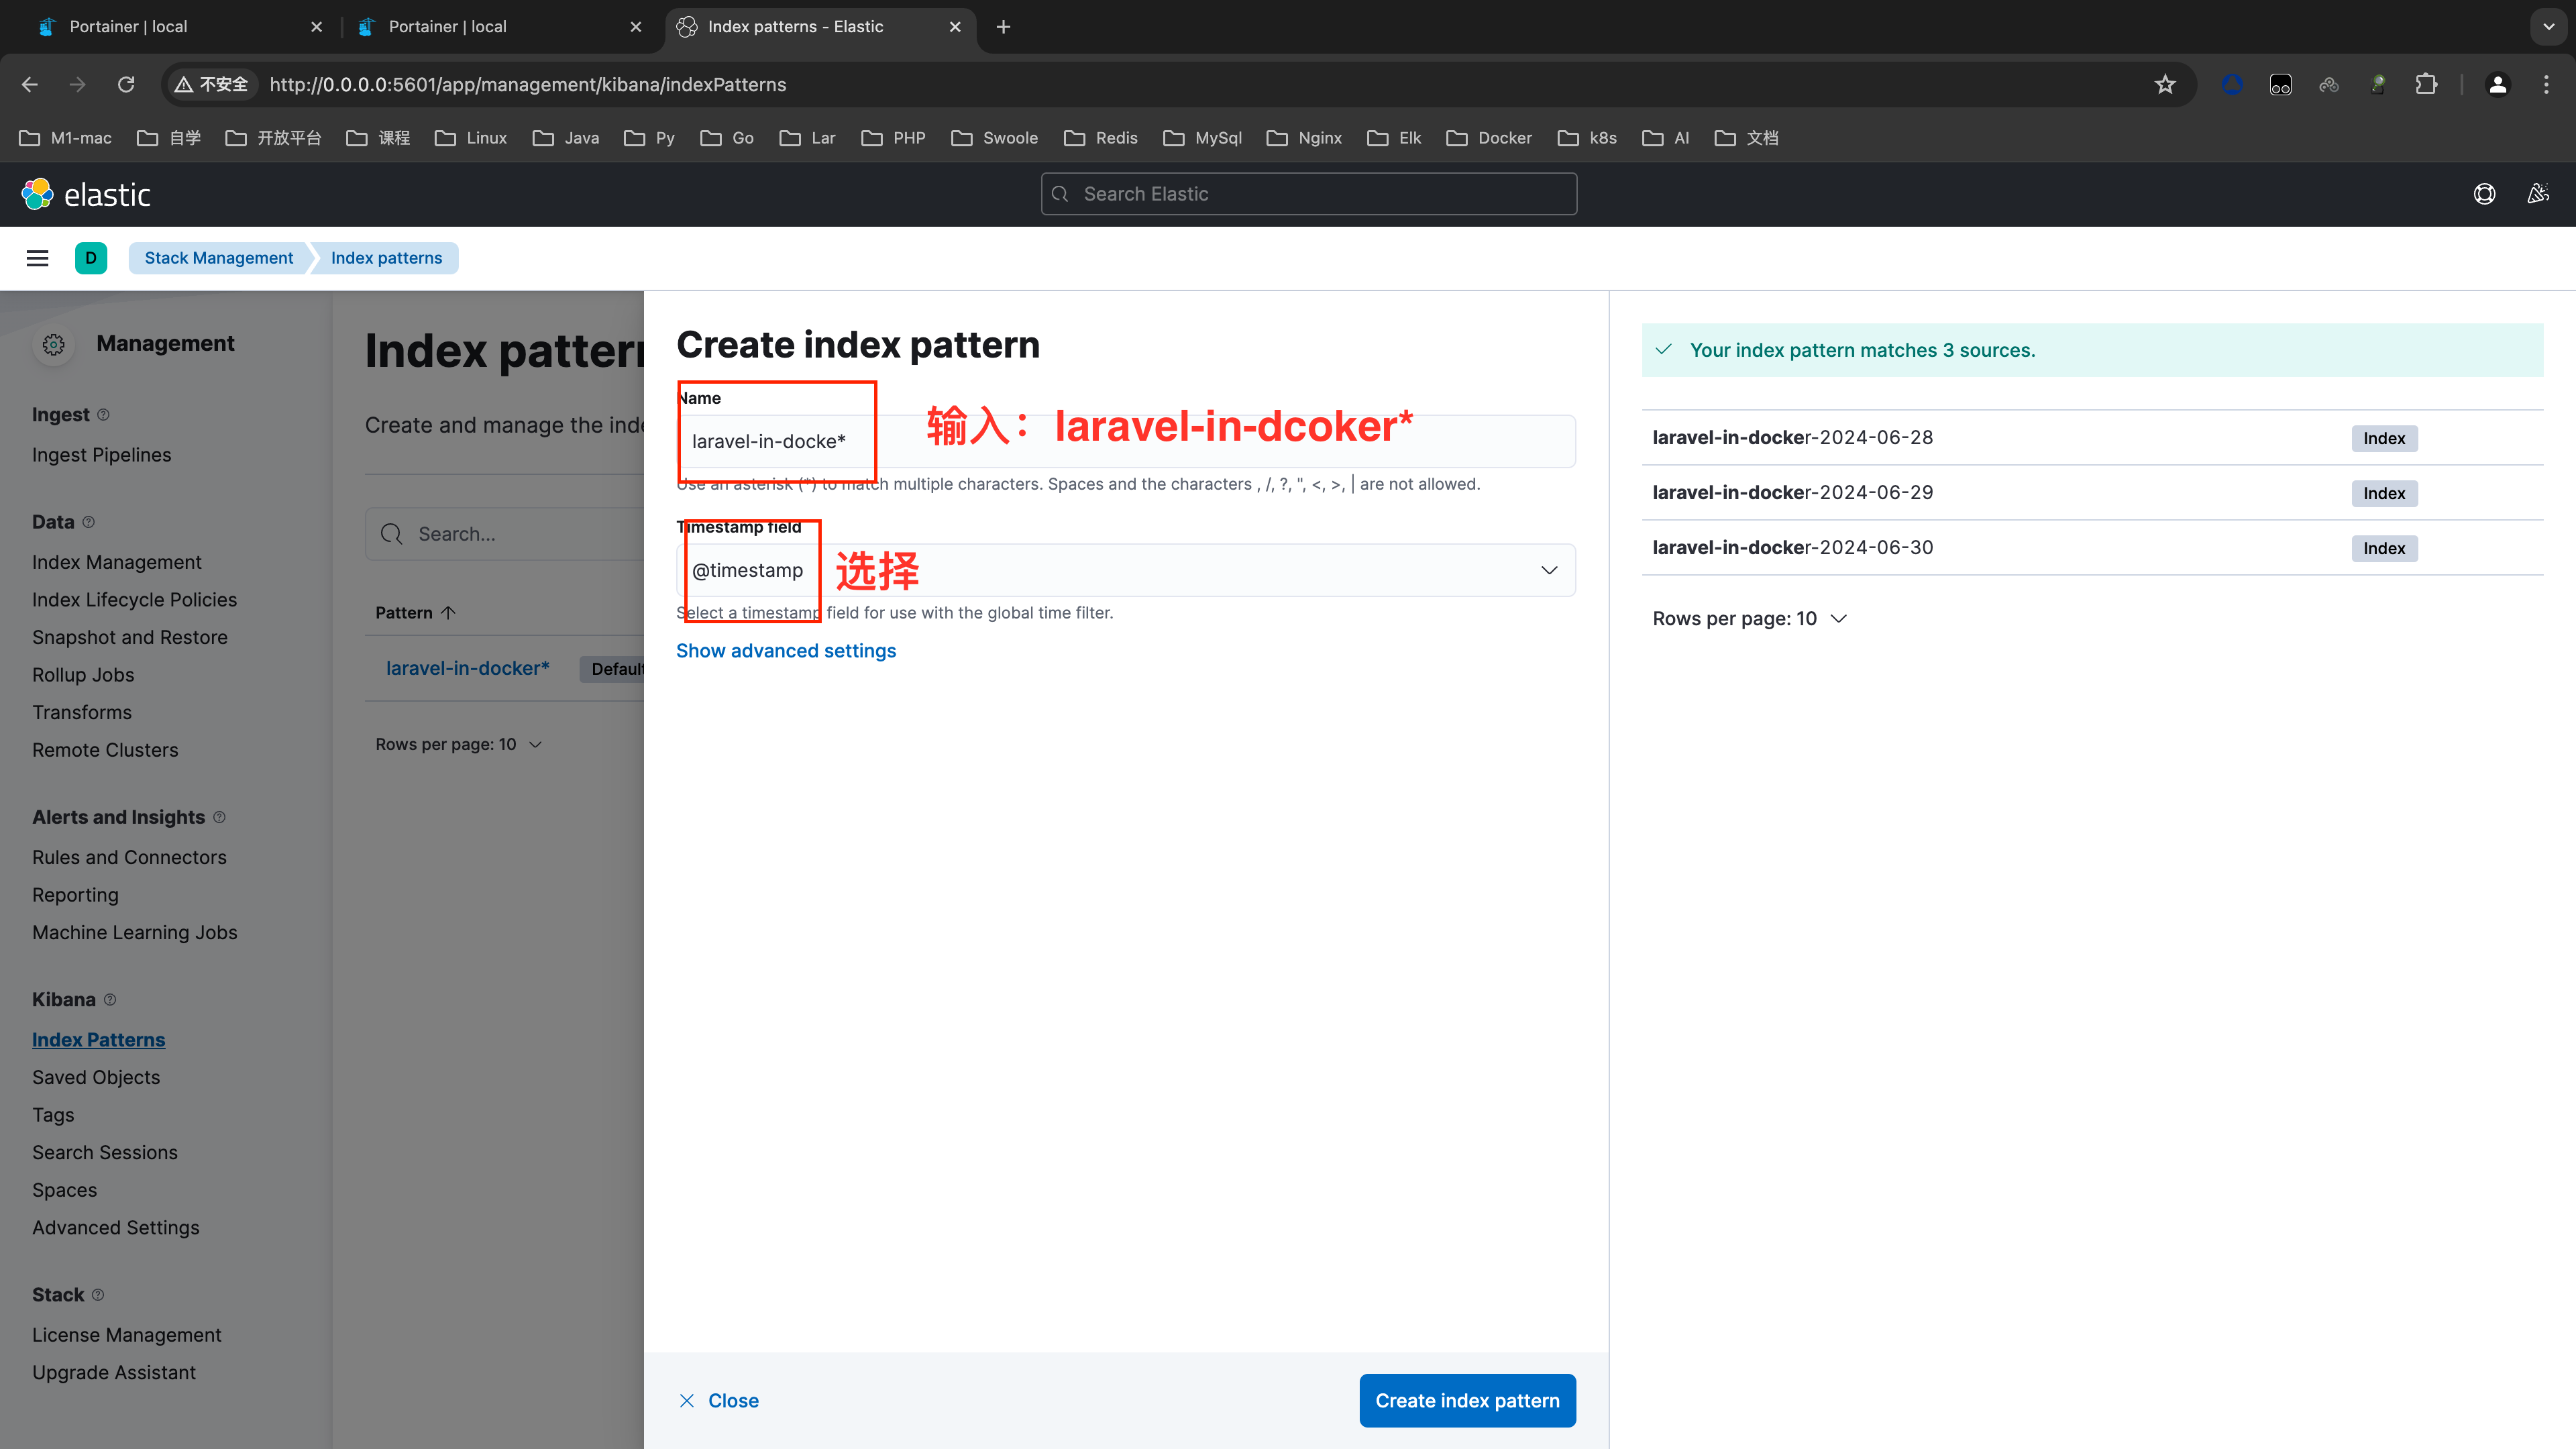 Portainer | local
Portainer | local
Index patterns - Elastic
不安全
http://0.0.0.0:5601/app/management/kibana/indexPatterns
M1-mac
自学
开放平台
课程
Linux
Java
Py
Go
Lar
PHP
Swoole
Redis
MySql
Nginx
Elk
Docker
k8s
AI
文档
elastic
Search Elastic
D
Stack Management
Index patterns
Management
Ingest
Ingest Pipelines
Data
Index Management
Index Lifecycle Policies
Snapshot and Restore
Rollup Jobs
Transforms
Remote Clusters
Alerts and Insights
Rules and Connectors
Reporting
Machine Learning Jobs
Kibana
Index Patterns
Saved Objects
Tags
Search Sessions
Spaces
Advanced Settings
Stack
License Management
Upgrade Assistant
Index pattern
Create and manage the inde
Search...
Pattern
laravel-in-docker*
Default
Rows per page: 10
Create index pattern
Name
laravel-in-docke*
输入：laravel-in-dcoker*
Use an asterisk (*) to match multiple characters. Spaces and the characters , /, ?, ", <, >, | are not allowed.
Timestamp field
@timestamp
选择
Select a timestamp field for use with the global time filter.
Show advanced settings
Close
Create index pattern
Your index pattern matches 3 sources.
laravel-in-docker-2024-06-28
Index
laravel-in-docker-2024-06-29
Index
laravel-in-docker-2024-06-30
Index
Rows per page: 10